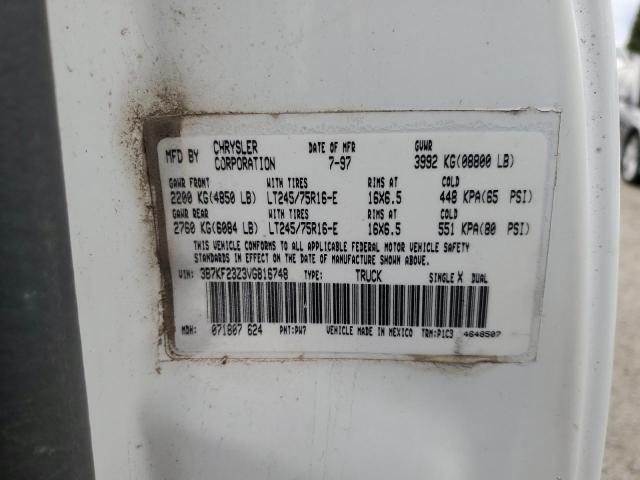 MFD BY CHRYSLER CORPORATION DATE OF MFR 7-97 GVWR 3992 KG(08800 LB)
GAWR FRONT WITH TIRES RIMS AT COLD
2200 KG(4850 LB) LT245/75R16-E 16X6.5 448 KPA(65 PSI)
GAWR REAR WITH TIRES RIMS AT COLD
2760 KG(6084 LB) LT245/75R16-E 16X6.5 551 KPA(80 PSI)
THIS VEHICLE CONFORMS TO ALL APPLICABLE FEDERAL MOTOR VEHICLE SAFETY
STANDARDS IN EFFECT ON THE DATE OF MANUFACTURE SHOWN ABOVE.
VIN: 3B7KF23Z3VG816748 TYPE: TRUCK SINGLE X DUAL
MDH: 071807 624 PNT:PW7 VEHICLE MADE IN MEXICO TRM:P1C3 4648507